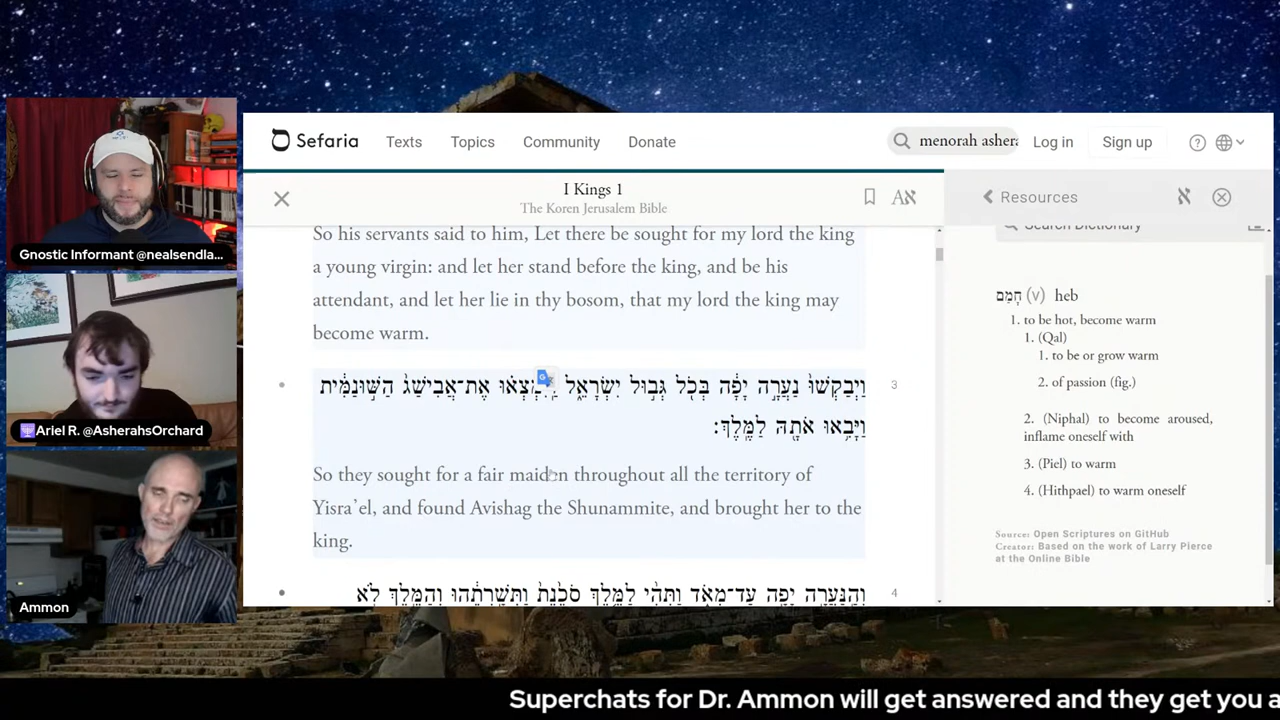 Sefaria
Texts
Topics
Community
Donate
menorah ashera
Log in
Sign up
I Kings 1
The Koren Jerusalem Bible
Resources
So his servants said to him, Let there be sought for my lord the king
a young virgin: and let her stand before the king, and be his
attendant, and let her lie in thy bosom, that my lord the king may
become warm.
3
וַיְבַקְשׁוּ֙ נַעֲרָ֣ה יָפָ֔ה בְּכֹ֖ל גְּב֣וּל יִשְׂרָאֵ֑ל אֶת־אֲבִישַׁג֙ הַשּׁ֣וּנַמִּ֔ית
וַיָּבִ֥אוּ אֹתָ֖הּ לַמֶּֽלֶךְ׃
So they sought for a fair maiden throughout all the territory of
Yisra’el, and found Avishag the Shunammite, and brought her to the
king.
4
וְהַֽנַּעֲרָ֖ה יָפָ֣ה עַד־מְאֹ֑ד וַתְּהִ֨י לַמֶּ֤לֶךְ סֹכֶ֙נֶת֙ וַתְּשָׁ֣רְתֵ֔הוּ וְהַמֶּ֖לֶךְ לֹ֥א
Search Dictionary
חָמַם (v) heb
1. to be hot, become warm
1. (Qal)
1. to be or grow warm
2. of passion (fig.)
2. (Niphal) to become aroused,
inflame oneself with
3. (Piel) to warm
4. (Hithpael) to warm oneself
Source: Open Scriptures on GitHub
Creator: Based on the work of Larry Pierce
at the Online Bible
Gnostic Informant @nealsendla...
Ariel R. @AsherahsOrchard
Ammon
Superchats for Dr. Ammon will get answered and they get you a